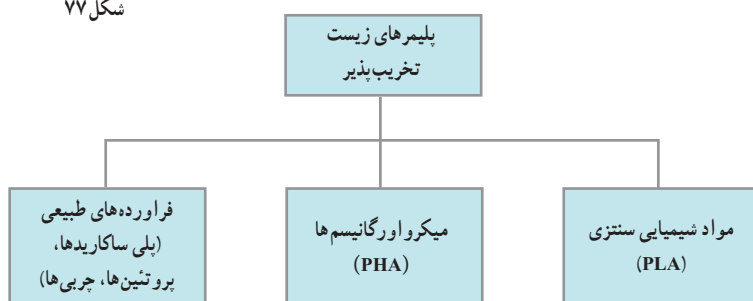 شکل ۷۷
پلیمرهای زیست
تخریب‌پذیر
مواد شیمیایی سنتزی
(PLA)
میکرواورگانیسم‌ها
(PHA)
فراورده‌های طبیعی
(پلی ساکاریدها،
پروتئین‌ها، چربی‌ها)